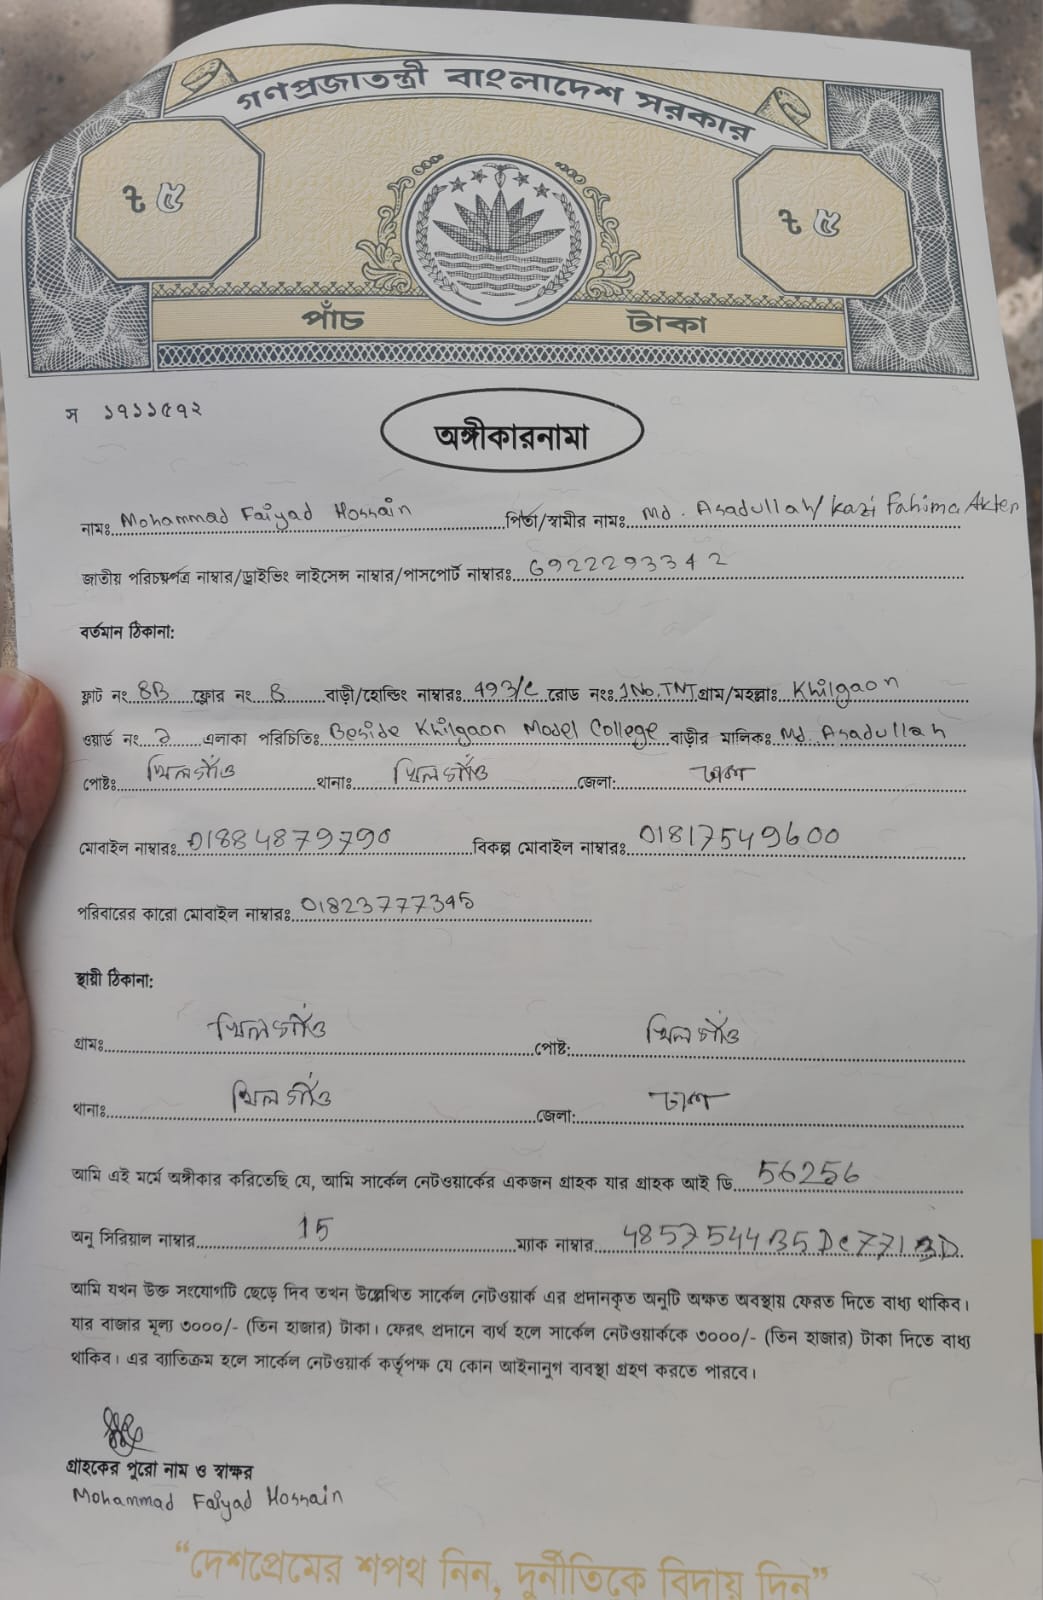 গণপ্রজাতন্ত্রী বাংলাদেশ সরকার
৳ ৫ ৳ ৫
পাঁচ টাকা
স ১৭১১৫৭২
অঙ্গীকারনামা
নামঃ Mohammad Faiyad Hossain পিতা/স্বামীর নামঃ Md. Asadullah/ Kazi Fahima Akter
জাতীয় পরিচয়পত্র নাম্বার/ড্রাইভিং লাইসেন্স নাম্বার/পাসপোর্ট নাম্বারঃ 6922293342
বর্তমান ঠিকানা:
ফ্লাট নং 8B ফ্লোর নং 8 বাড়ী/হোল্ডিং নাম্বারঃ 493/C রোড নংঃ 1No. TNT গ্রাম/মহল্লাঃ Khilgaon
ওয়ার্ড নং এলাকা পরিচিতিঃ Beside Khilgaon Model College বাড়ীর মালিকঃ Md. Asadullah
পোষ্টঃ খিলগাঁও থানাঃ খিলগাঁও জেলা: ঢাকা
মোবাইল নাম্বারঃ 01884879790 বিকল্প মোবাইল নাম্বারঃ 01817549600
পরিবারের কারো মোবাইল নাম্বারঃ 01823777395
স্থায়ী ঠিকানা:
গ্রামঃ খিলগাঁও পোষ্ট: খিলগাঁও
থানাঃ খিলগাঁও জেলা: ঢাকা
আমি এই মর্মে অঙ্গীকার করিতেছি যে, আমি সার্কেল নেটওয়ার্কের একজন গ্রাহক যার গ্রাহক আই ডি 56256
অনু সিরিয়াল নাম্বার 15 ম্যাক নাম্বার
আমি যখন উক্ত সংযোগটি ছেড়ে দিব তখন উল্লেখিত সার্কেল নেটওয়ার্ক এর প্রদানকৃত অনুটি অক্ষত অবস্থায় ফেরত দিতে বাধ্য থাকিব।
যার বাজার মূল্য ৩০০০/- (তিন হাজার) টাকা। ফেরৎ প্রদানে ব্যর্থ হলে সার্কেল নেটওয়ার্ককে ৩০০০/- (তিন হাজার) টাকা দিতে বাধ্য
থাকিব। এর ব্যাতিক্রম হলে সার্কেল নেটওয়ার্ক কর্তৃপক্ষ যে কোন আইনানুগ ব্যবস্থা গ্রহণ করতে পারবে।
গ্রাহকের পুরো নাম ও স্বাক্ষর
Mohammad Faiyad Hossain
“দেশপ্রেমের শপথ নিন, দুর্নীতিকে বিদায় দিন”